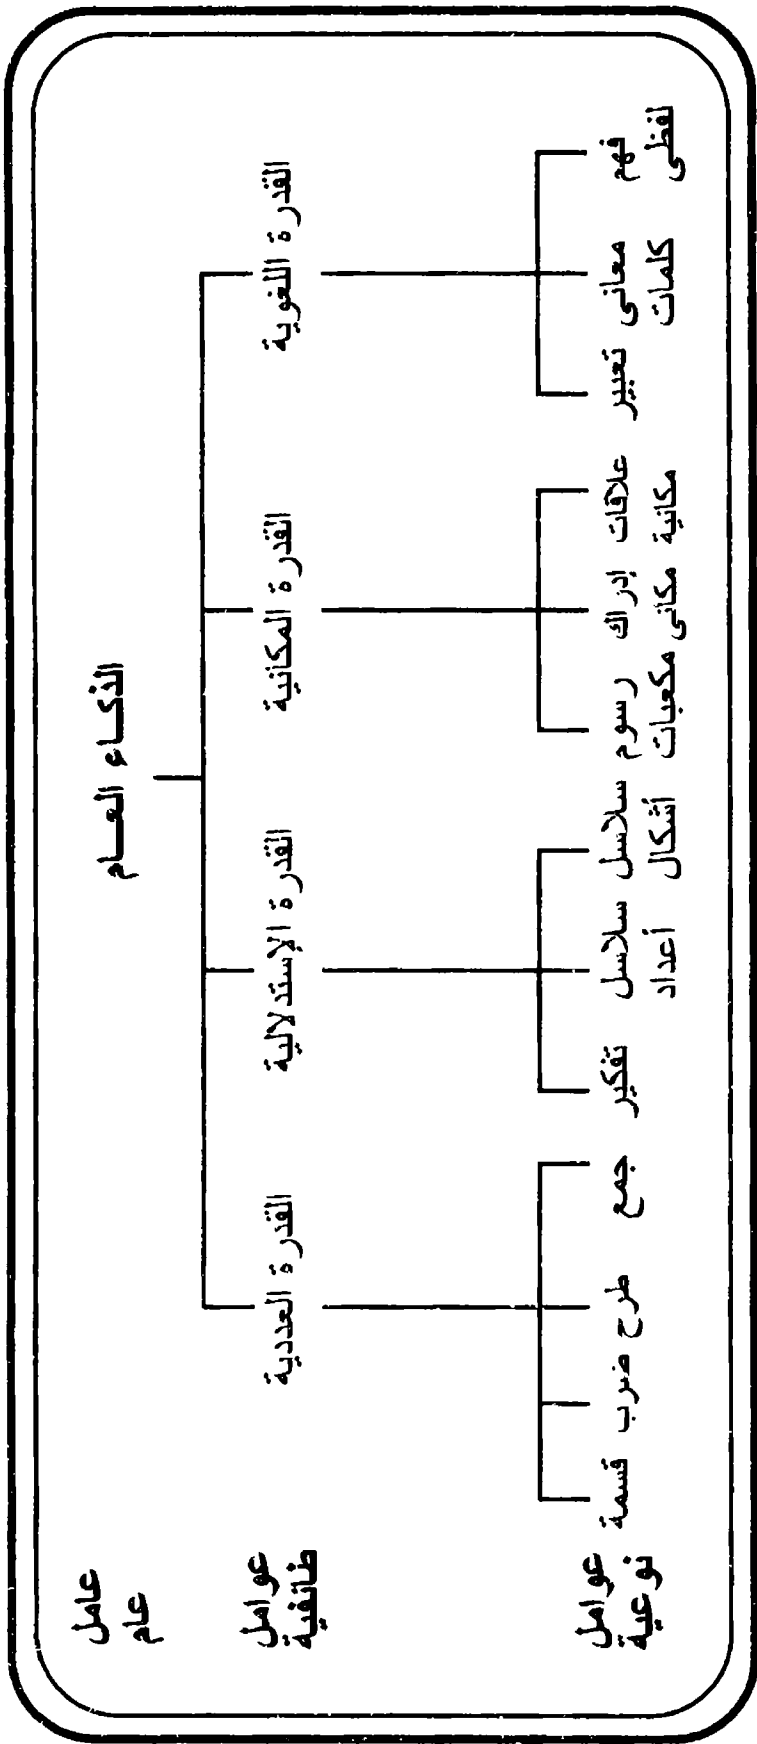 الذكاء العام
عامل
عام
القدرة اللغوية
القدرة المكانية
القدرة الإستدلالية
القدرة العددية
عوامل
طائفية
فهم
لفظى
معانى
كلمات
تعبير
علاقات
مكانية
إدراك
مكانى
رسوم
مكعبات
سلاسل
أشكال
سلاسل
أعداد
تفكير
جمع
طرح
ضرب
قسمة
عوامل
نوعية